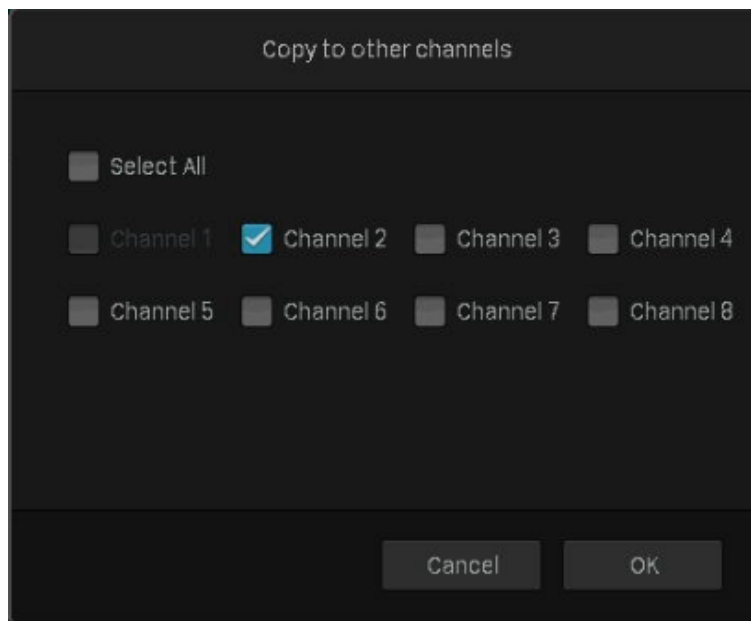 Copy to other channels
Select All
Channel 1 Channel 2 Channel 3 Channel 4
Channel 5 Channel 6 Channel 7 Channel 8
Cancel OK